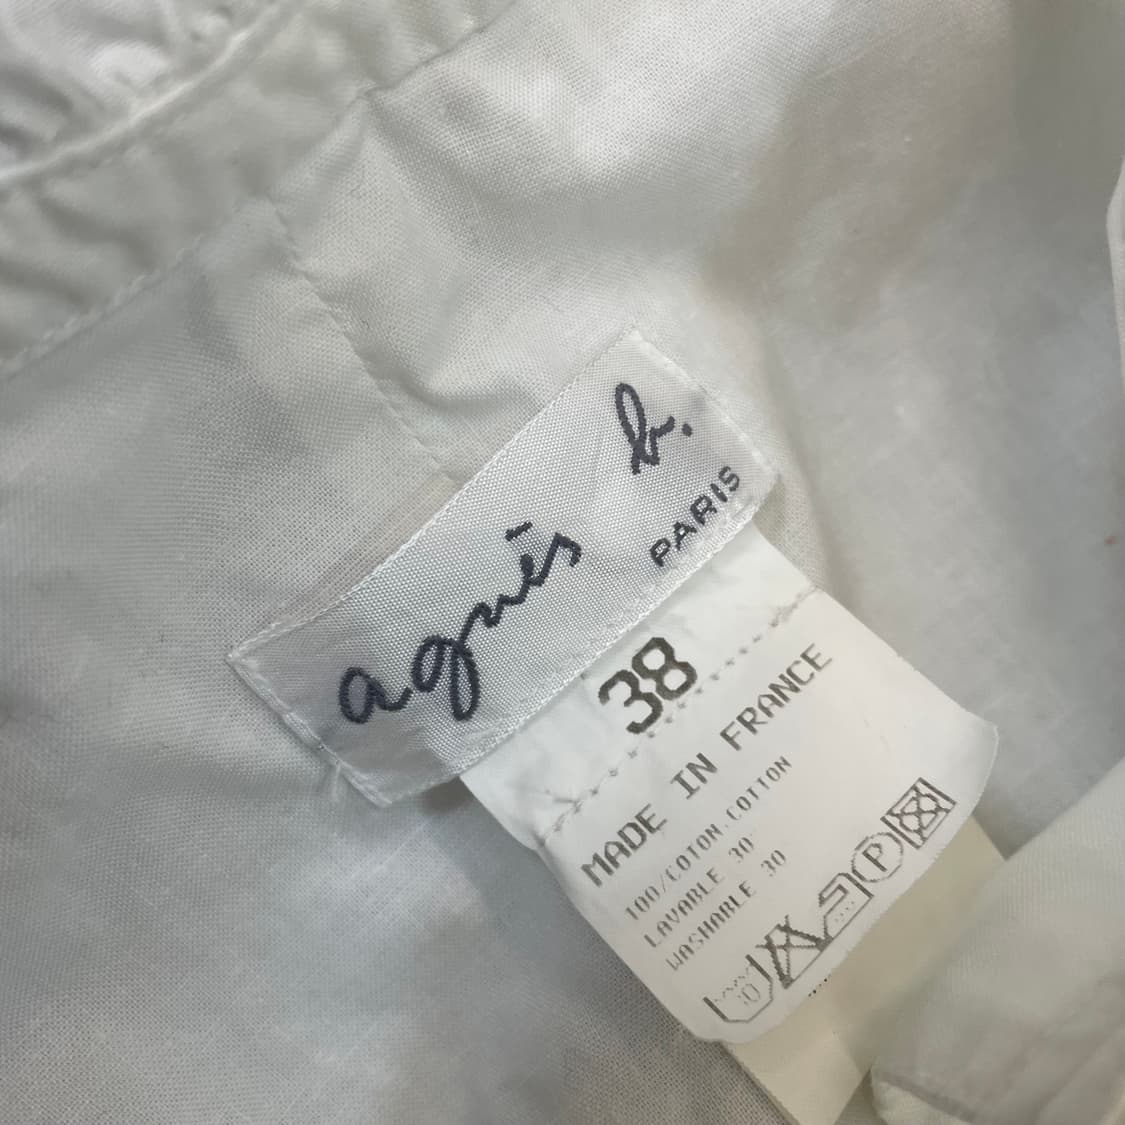 agnès b.
PARIS
38
MADE IN FRANCE
100/COTON.COTTON
LAVABLE 30
WASHABLE 30
P